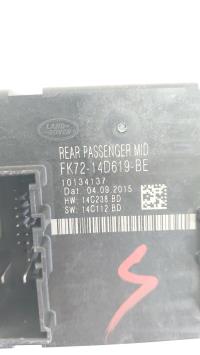 LAND-
ROVER
REAR PASSENGER MID
FK72-14D619-BE
10134137
Dat: 04.09.2015
HW: 14C238 BD
SW: 14C112 BD
S